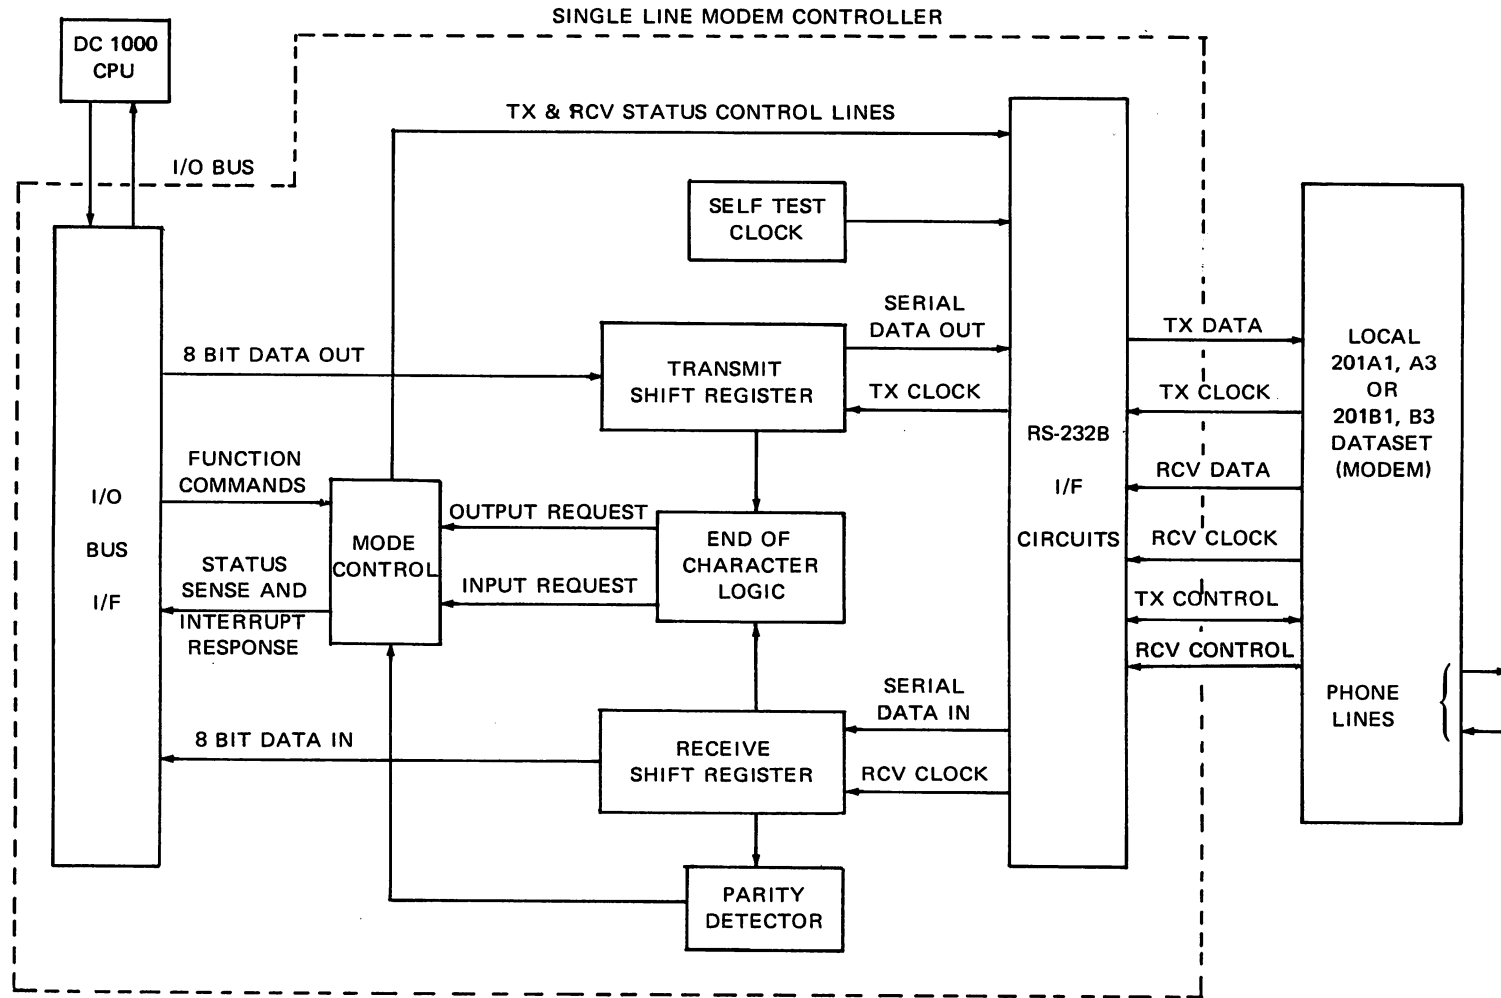 SINGLE LINE MODEM CONTROLLER
DC 1000
CPU
I/O BUS
TX & RCV STATUS CONTROL LINES
SELF TEST
CLOCK
SERIAL
DATA OUT
TX DATA
8 BIT DATA OUT
TRANSMIT
SHIFT REGISTER
TX CLOCK
TX CLOCK
LOCAL
201A1, A3
OR
201B1, B3
DATASET
(MODEM)
RS-232B
I/F
CIRCUITS
RCV DATA
RCV CLOCK
TX CONTROL
RCV CONTROL
FUNCTION
COMMANDS
I/O
BUS
I/F
MODE
CONTROL
OUTPUT REQUEST
INPUT REQUEST
END OF
CHARACTER
LOGIC
STATUS
SENSE AND
INTERRUPT
RESPONSE
SERIAL
DATA IN
PHONE
LINES
8 BIT DATA IN
RECEIVE
SHIFT REGISTER
RCV CLOCK
PARITY
DETECTOR